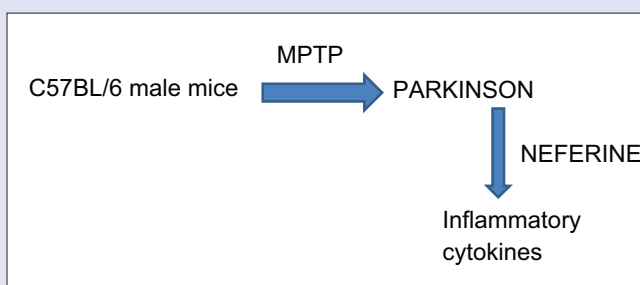 MPTP
C57BL/6 male mice PARKINSON
NEFERINE
Inflammatory
cytokines